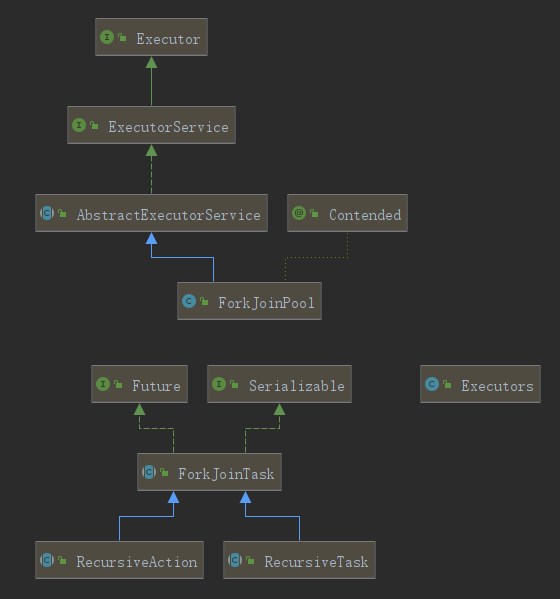 Executor
ExecutorService
AbstractExecutorService
Contended
ForkJoinPool
Future
Serializable
Executors
ForkJoinTask
RecursiveAction
RecursiveTask